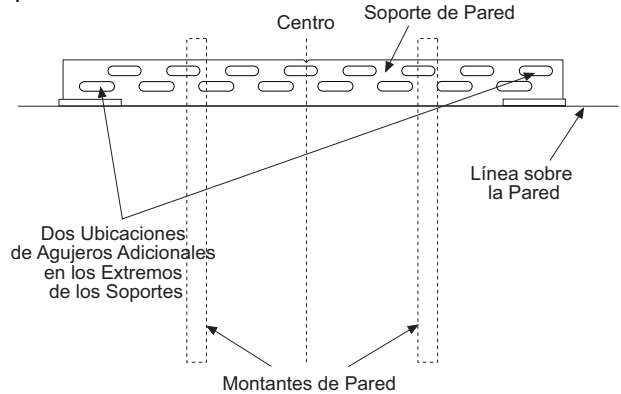 Centro
Soporte de Pared
Línea sobre
la Pared
Dos Ubicaciones
de Agujeros Adicionales
en los Extremos
de los Soportes
Montantes de Pared